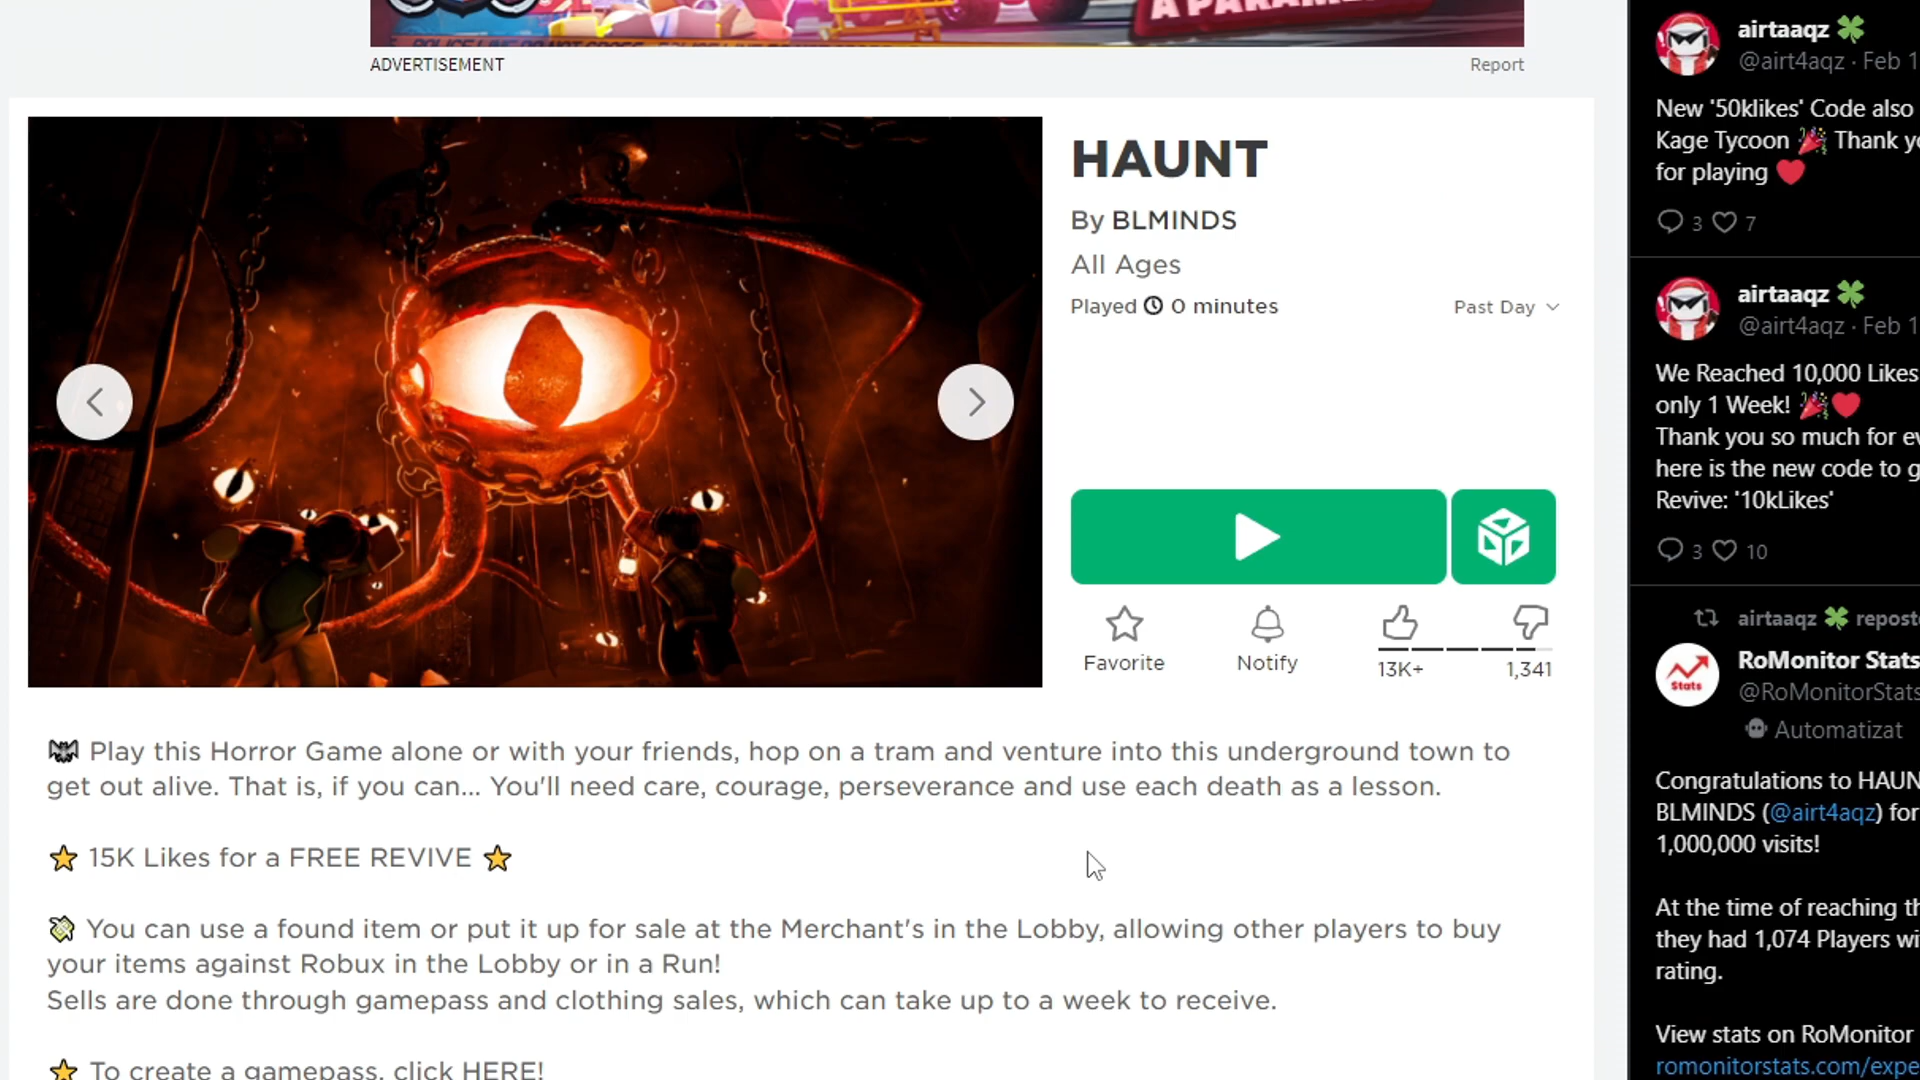 A PARAM
ADVERTISEMENT
Report
HAUNT
By BLMINDS
All Ages
Played 0 minutes
Past Day
Favorite
Notify
13K+
1,341
🦇 Play this Horror Game alone or with your friends, hop on a tram and venture into this underground town to
get out alive. That is, if you can... You'll need care, courage, perseverance and use each death as a lesson.
⭐ 15K Likes for a FREE REVIVE ⭐
💸 You can use a found item or put it up for sale at the Merchant's in the Lobby, allowing other players to buy
your items against Robux in the Lobby or in a Run!
Sells are done through gamepass and clothing sales, which can take up to a week to receive.
⭐ To create a gamepass, click HERE!
airtaaqz 🍀
@airt4aqz · Feb 1
New '50klikes' Code also
Kage Tycoon 🎉 Thank yo
for playing ❤️
3 7
airtaaqz 🍀
@airt4aqz · Feb 1
We Reached 10,000 Likes
only 1 Week! 🎉❤️
Thank you so much for ev
here is the new code to g
Revive: '10kLikes'
3 10
airtaaqz 🍀 reposte
Stats
RoMonitor Stats
@RoMonitorStats
Automatizat
Congratulations to HAUN
BLMINDS (@airt4aqz) for
1,000,000 visits!
At the time of reaching th
they had 1,074 Players wi
rating.
View stats on RoMonitor
romonitorstats.com/expe